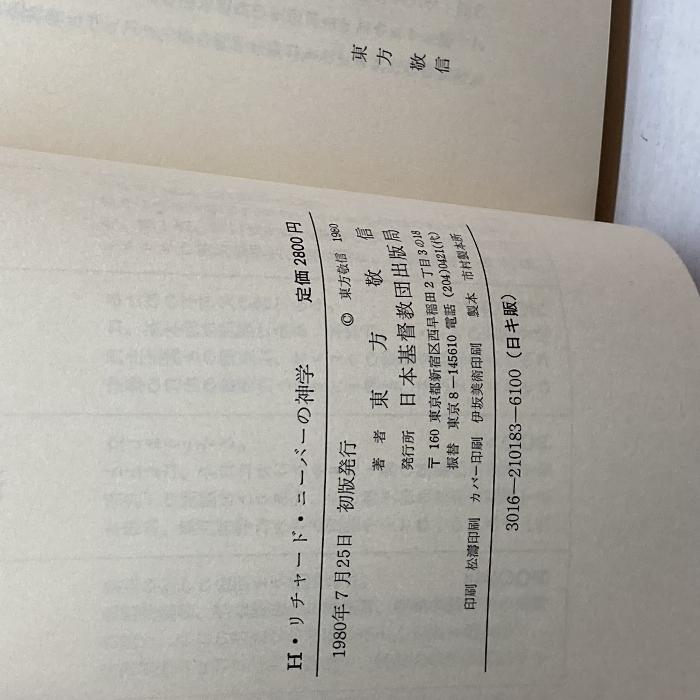 東方敬信
H・リチャード・ニーバーの神学 定価2800円
1980年7月25日 初版発行 © 東方敬信 1980
著者 東方敬信
発行所 日本基督教団出版局
〒160 東京都新宿区西早稲田2丁目3の18
振替 東京8―145610 電話(204)0421(代)
印刷 松濤印刷 カバー印刷 伊坂美術印刷 製本 市村製本所
3016―210183―6100(日キ販)